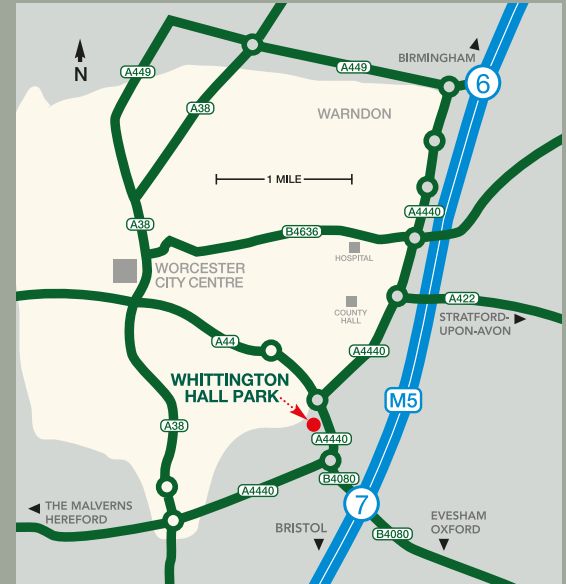 BIRMINGHAM
N
A449
A449
6
A38
WARNDON
1 MILE
A4440
A38
B4636
HOSPITAL
WORCESTER
CITY CENTRE
A422
COUNTY
HALL
STRATFORD-
UPON-AVON
A44
A4440
WHITTINGTON
HALL PARK
M5
A38
A4440
B4080
A4440
7
THE MALVERNS
HEREFORD
BRISTOL
B4080
EVESHAM
OXFORD